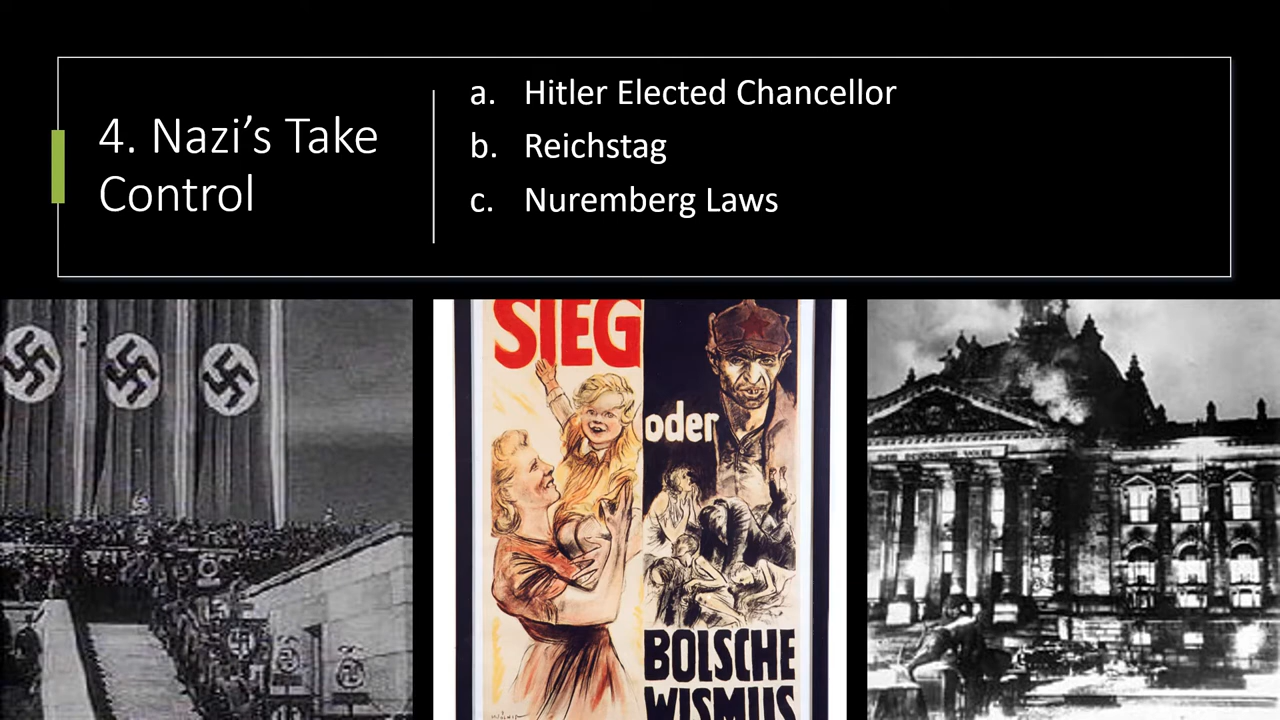 4. Nazi’s Take
Control
a. Hitler Elected Chancellor
b. Reichstag
c. Nuremberg Laws
SIEG
oder
BOLSCHE
WISMUS